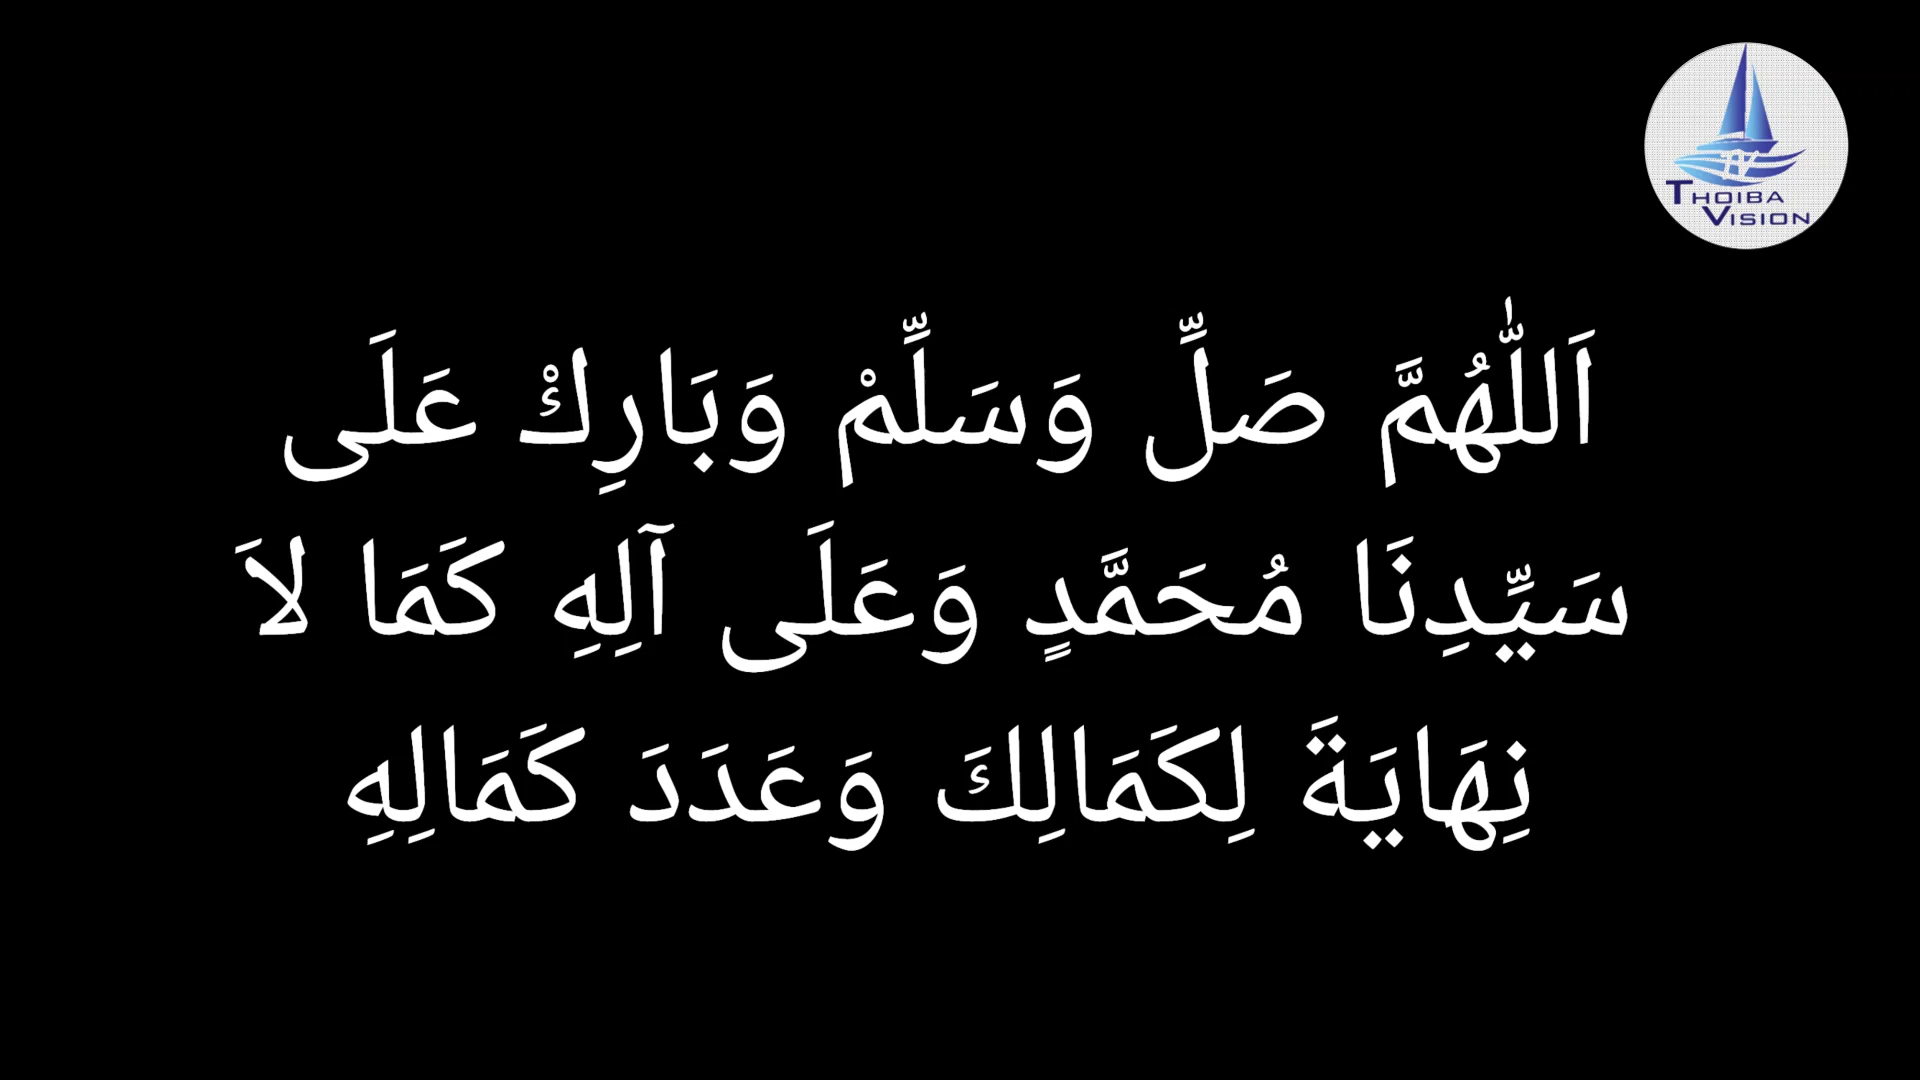 THOIBA
VISION
اَللّٰهُمَّ صَلِّ وَسَلِّمْ وَبَارِكْ عَلَى
سَيِّدِنَا مُحَمَّدٍ وَعَلَى آلِهِ كَمَا لاَ
نِهَايَةَ لِكَمَالِكَ وَعَدَدَ كَمَالِهِ